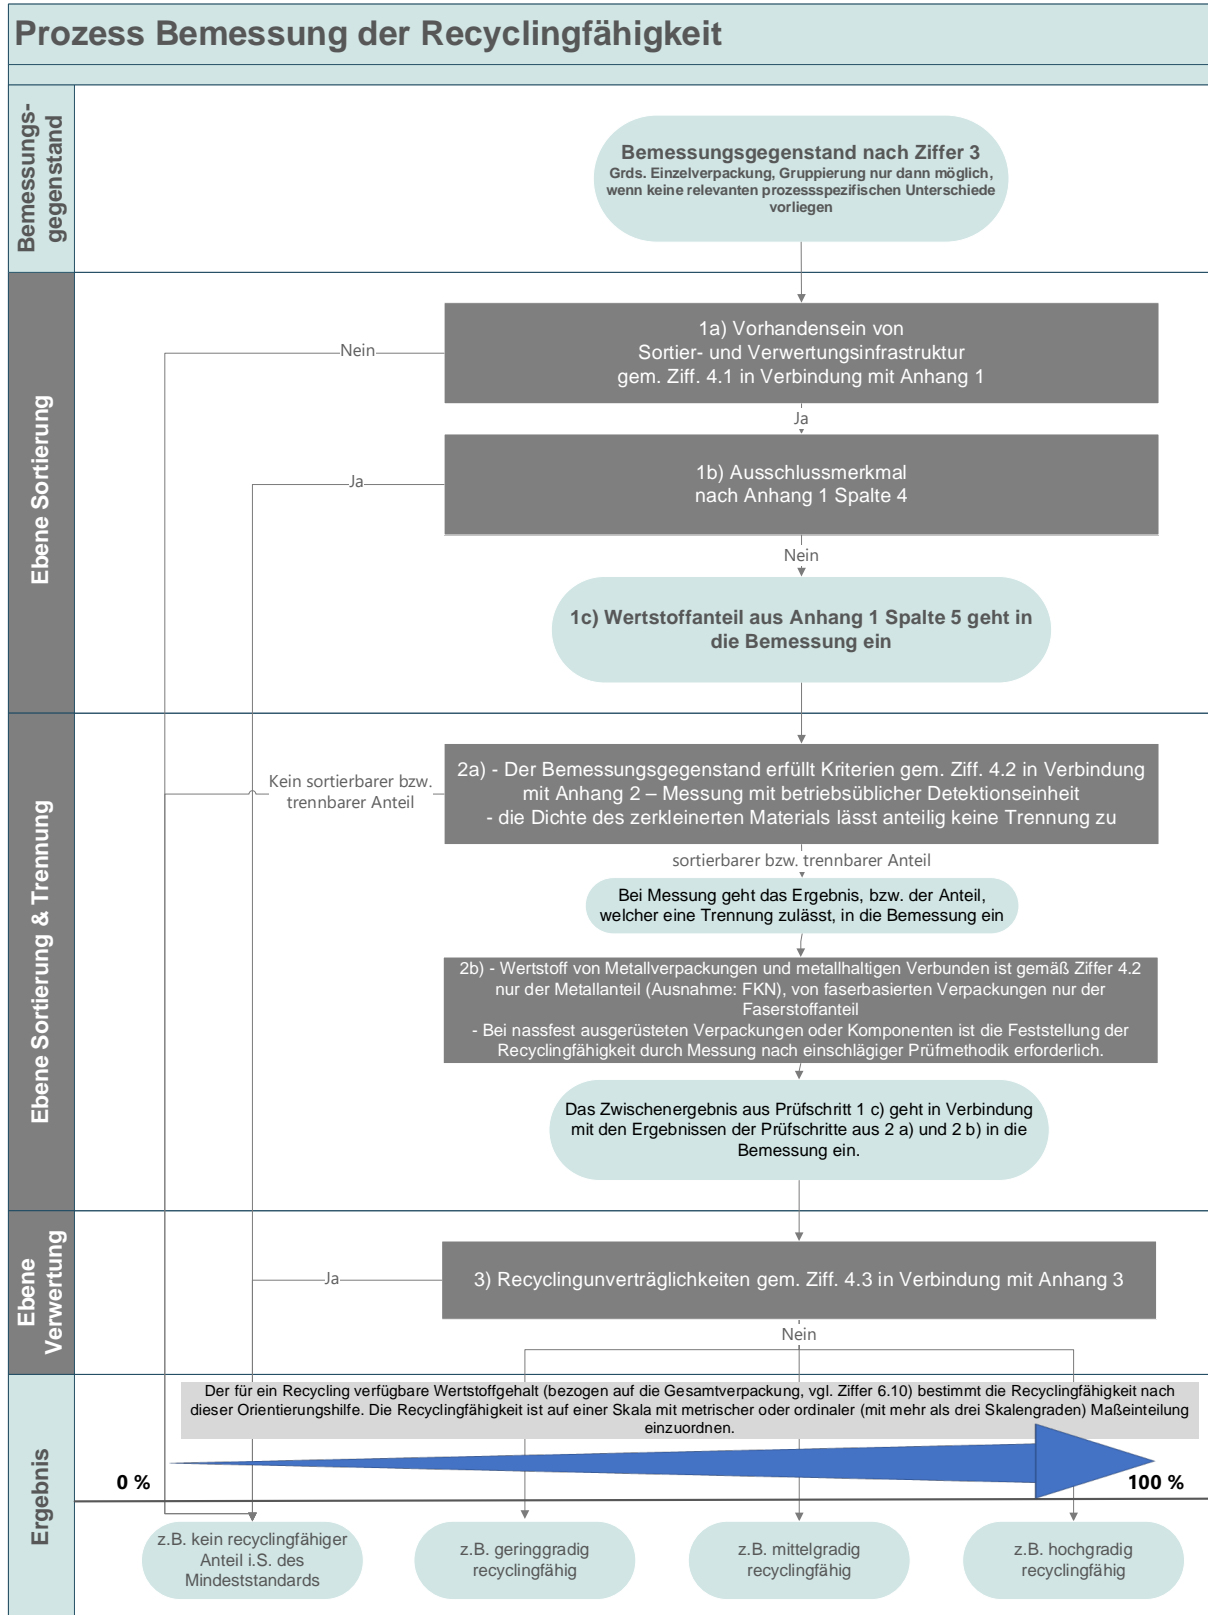 Prozess Bemessung der Recyclingfähigkeit
Bemessungs-
gegenstand
Bemessungsgegenstand nach Ziffer 3
Grds. Einzelverpackung, Gruppierung nur dann möglich,
wenn keine relevanten prozessspezifischen Unterschiede
vorliegen
Ebene Sortierung
1a) Vorhandensein von
Sortier- und Verwertungsinfrastruktur
gem. Ziff. 4.1 in Verbindung mit Anhang 1
Nein
Ja
1b) Ausschlussmerkmal
nach Anhang 1 Spalte 4
Ja
Nein
1c) Wertstoffanteil aus Anhang 1 Spalte 5 geht in
die Bemessung ein
Ebene Sortierung & Trennung
Kein sortierbarer bzw.
trennbarer Anteil
2a) - Der Bemessungsgegenstand erfüllt Kriterien gem. Ziff. 4.2 in Verbindung
mit Anhang 2 – Messung mit betriebsüblicher Detektionseinheit
- die Dichte des zerkleinerten Materials lässt anteilig keine Trennung zu
sortierbarer bzw. trennbarer Anteil
Bei Messung geht das Ergebnis, bzw. der Anteil,
welcher eine Trennung zulässt, in die Bemessung ein
2b) - Wertstoff von Metallverpackungen und metallhaltigen Verbunden ist gemäß Ziffer 4.2
nur der Metallanteil (Ausnahme: FKN), von faserbasierten Verpackungen nur der
Faserstoffanteil
- Bei nassfest ausgerüsteten Verpackungen oder Komponenten ist die Feststellung der
Recyclingfähigkeit durch Messung nach einschlägiger Prüfmethodik erforderlich.
Das Zwischenergebnis aus Prüfschritt 1 c) geht in Verbindung
mit den Ergebnissen der Prüfschritte aus 2 a) und 2 b) in die
Bemessung ein.
Ebene
Verwertung
Ja
3) Recyclingunverträglichkeiten gem. Ziff. 4.3 in Verbindung mit Anhang 3
Nein
Ergebnis
Der für ein Recycling verfügbare Wertstoffgehalt (bezogen auf die Gesamtverpackung, vgl. Ziffer 6.10) bestimmt die Recyclingfähigkeit nach
dieser Orientierungshilfe. Die Recyclingfähigkeit ist auf einer Skala mit metrischer oder ordinaler (mit mehr als drei Skalengraden) Maßeinteilung
einzuordnen.
0 %
100 %
z.B. kein recyclingfähiger
Anteil i.S. des
Mindeststandards
z.B. geringgradig
recyclingfähig
z.B. mittelgradig
recyclingfähig
z.B. hochgradig
recyclingfähig